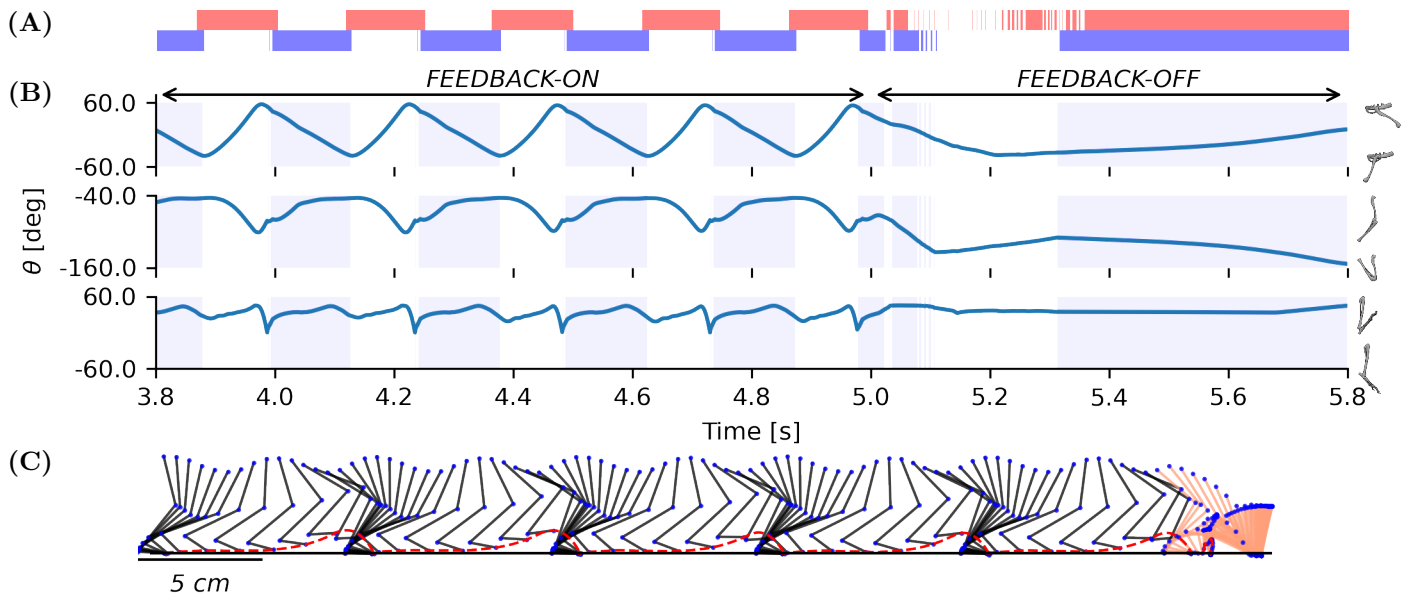 (A)
(B)
FEEDBACK-ON FEEDBACK-OFF
60.0
-60.0
-40.0
θ [deg]
-160.0
60.0
-60.0
3.8 4.0 4.2 4.4 4.6 4.8 5.0 5.2 5.4 5.6 5.8
Time [s]
(C)
5 cm